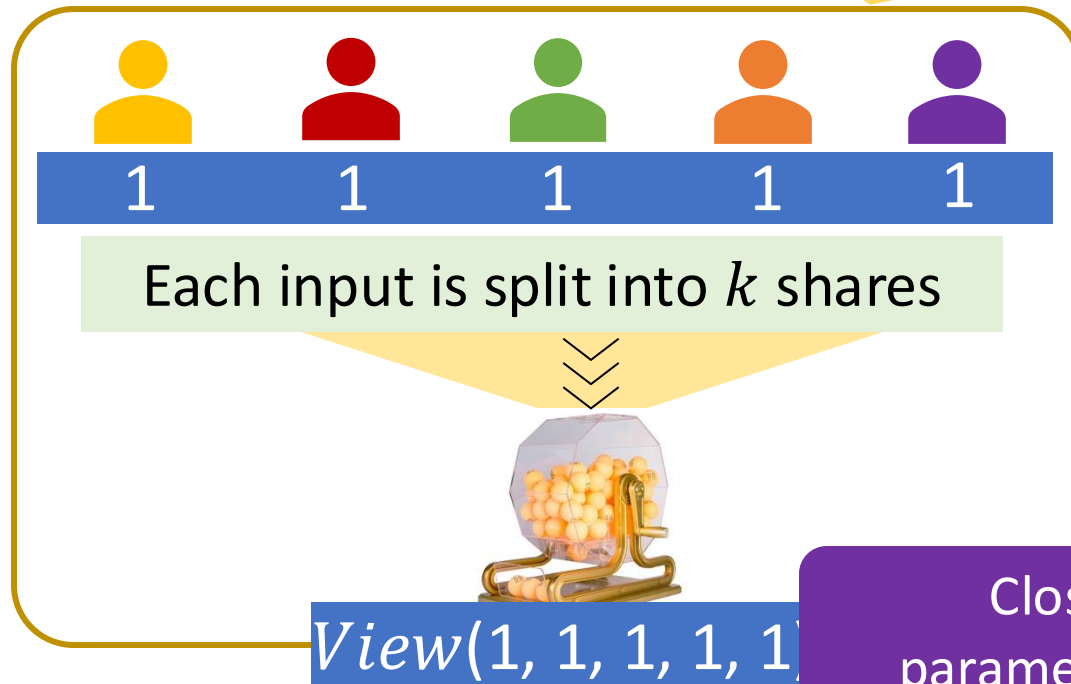 1 1 1 1 1
Each input is split into k shares
View(1, 1, 1, 1, 1)